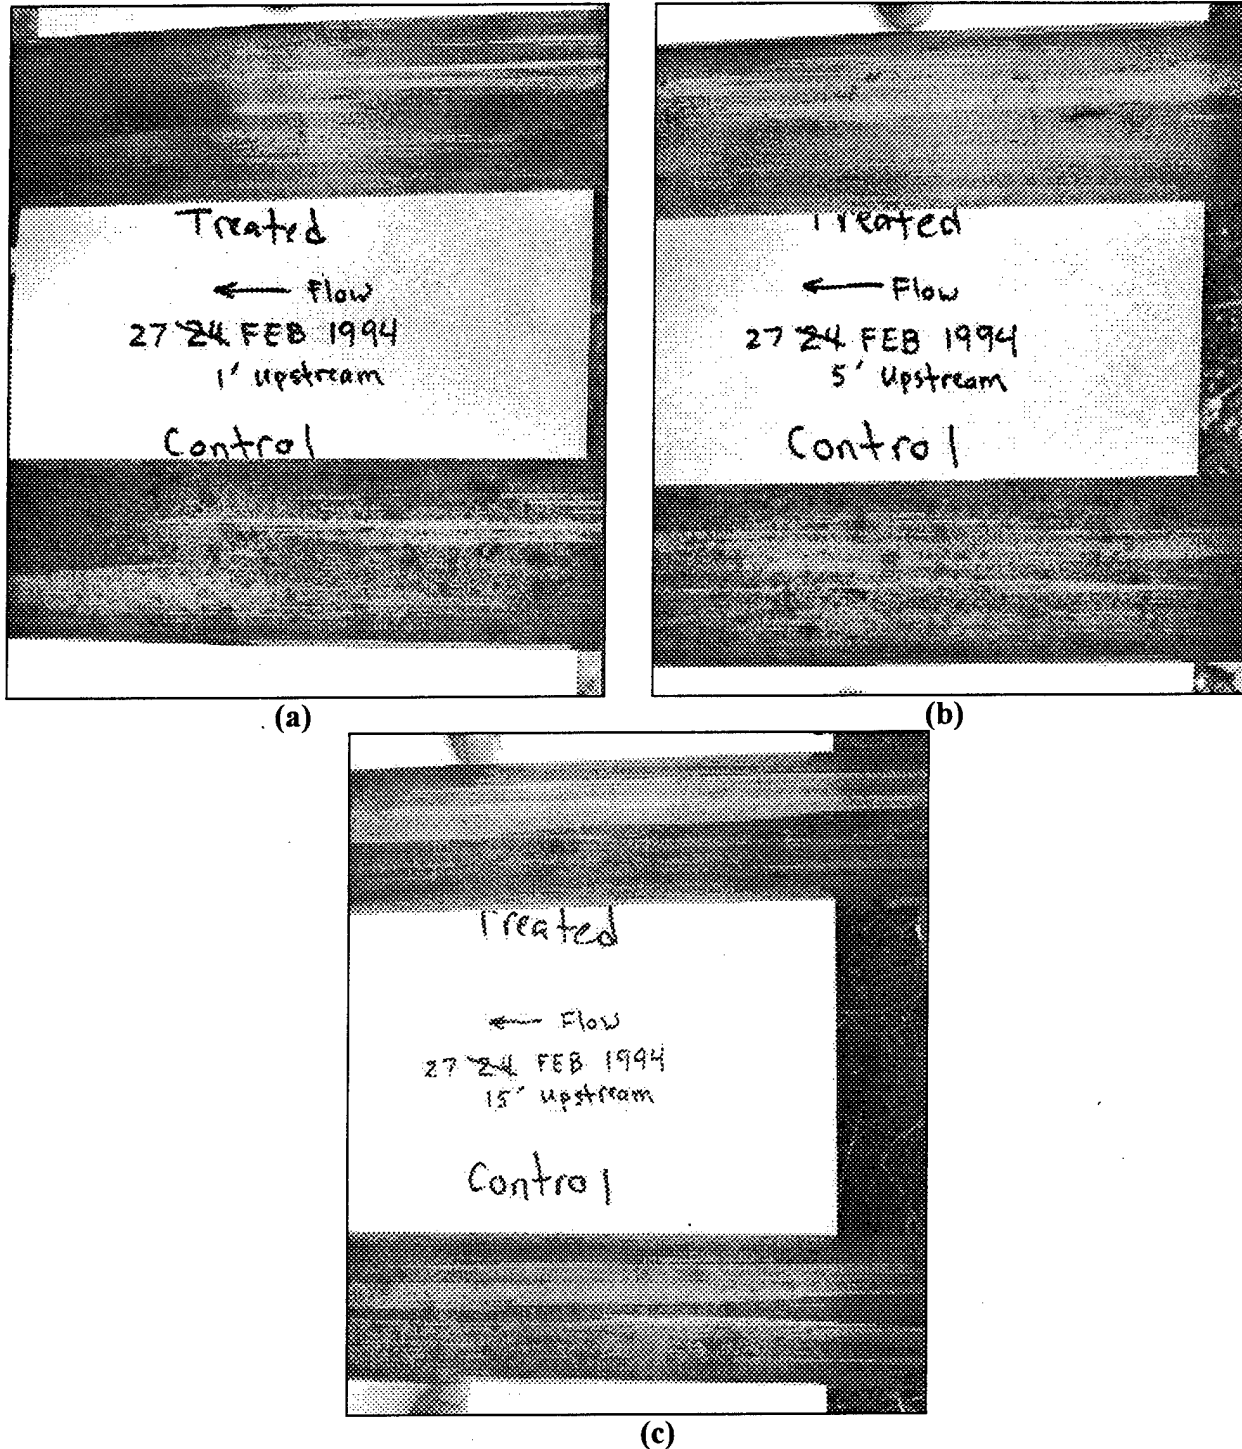 Treated
← Flow
27 24 FEB 1994
1' Upstream
Control
(a)
Treated
← Flow
27 24 FEB 1994
5' Upstream
Control
(b)
Treated
← Flow
27 24 FEB 1994
15' Upstream
Control
(c)